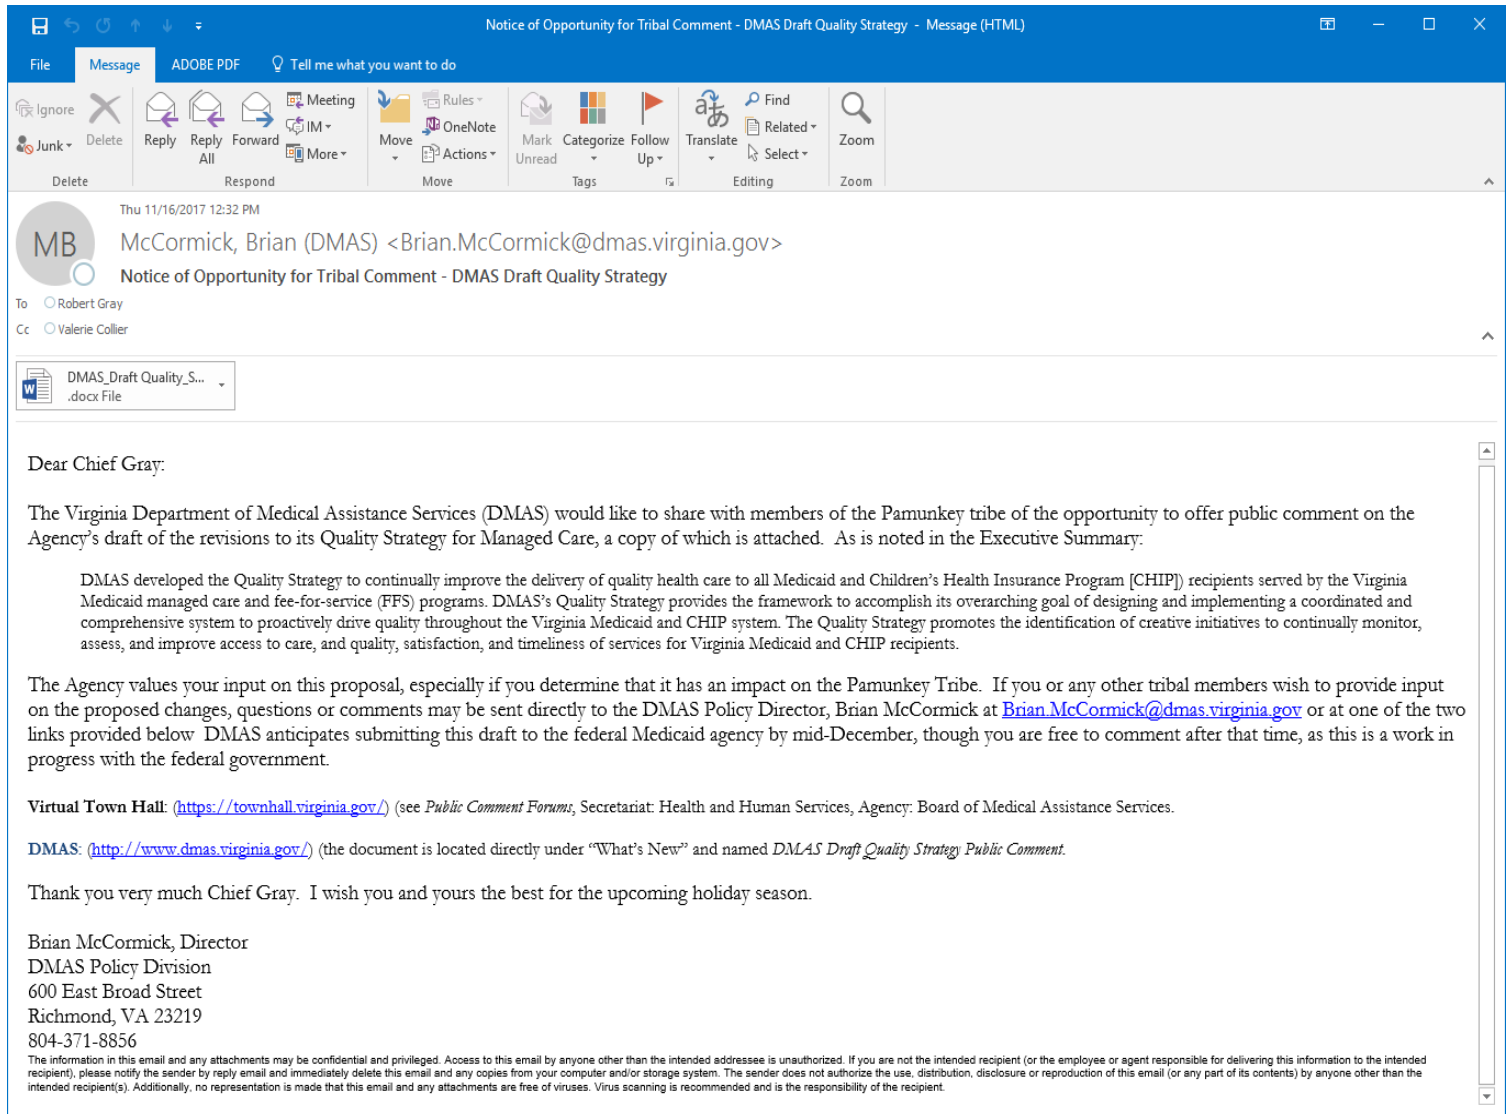 Notice of Opportunity for Tribal Comment - DMAS Draft Quality Strategy - Message (HTML)
File Message ADOBE PDF Tell me what you want to do
Ignore
Junk
Delete
Reply
Reply All
Forward
Meeting
IM
More
Move
Rules
OneNote
Actions
Mark Unread
Categorize
Follow Up
Translate
Find
Related
Select
Zoom
Delete Respond Move Tags Editing Zoom
Thu 11/16/2017 12:32 PM
MB
McCormick, Brian (DMAS) <Brian.McCormick@dmas.virginia.gov>
Notice of Opportunity for Tribal Comment - DMAS Draft Quality Strategy
To Robert Gray
Cc Valerie Collier
DMAS_Draft Quality_S...
.docx File
Dear Chief Gray:
The Virginia Department of Medical Assistance Services (DMAS) would like to share with members of the Pamunkey tribe of the opportunity to offer public comment on the
Agency's draft of the revisions to its Quality Strategy for Managed Care, a copy of which is attached.  As is noted in the Executive Summary:
DMAS developed the Quality Strategy to continually improve the delivery of quality health care to all Medicaid and Children's Health Insurance Program [CHIP]) recipients served by the Virginia
Medicaid managed care and fee-for-service (FFS) programs. DMAS's Quality Strategy provides the framework to accomplish its overarching goal of designing and implementing a coordinated and
comprehensive system to proactively drive quality throughout the Virginia Medicaid and CHIP system. The Quality Strategy promotes the identification of creative initiatives to continually monitor,
assess, and improve access to care, and quality, satisfaction, and timeliness of services for Virginia Medicaid and CHIP recipients.
The Agency values your input on this proposal, especially if you determine that it has an impact on the Pamunkey Tribe.  If you or any other tribal members wish to provide input
on the proposed changes, questions or comments may be sent directly to the DMAS Policy Director, Brian McCormick at Brian.McCormick@dmas.virginia.gov or at one of the two
links provided below  DMAS anticipates submitting this draft to the federal Medicaid agency by mid-December, though you are free to comment after that time, as this is a work in
progress with the federal government.
Virtual Town Hall: (https://townhall.virginia.gov/) (see Public Comment Forums, Secretariat: Health and Human Services, Agency: Board of Medical Assistance Services.
DMAS: (http://www.dmas.virginia.gov/) (the document is located directly under “What's New” and named DMAS Draft Quality Strategy Public Comment.
Thank you very much Chief Gray.  I wish you and yours the best for the upcoming holiday season.
Brian McCormick, Director
DMAS Policy Division
600 East Broad Street
Richmond, VA 23219
804-371-8856
The information in this email and any attachments may be confidential and privileged. Access to this email by anyone other than the intended addressee is unauthorized. If you are not the intended recipient (or the employee or agent responsible for delivering this information to the intended
recipient), please notify the sender by reply email and immediately delete this email and any copies from your computer and/or storage system. The sender does not authorize the use, distribution, disclosure or reproduction of this email (or any part of its contents) by anyone other than the
intended recipient(s). Additionally, no representation is made that this email and any attachments are free of viruses. Virus scanning is recommended and is the responsibility of the recipient.